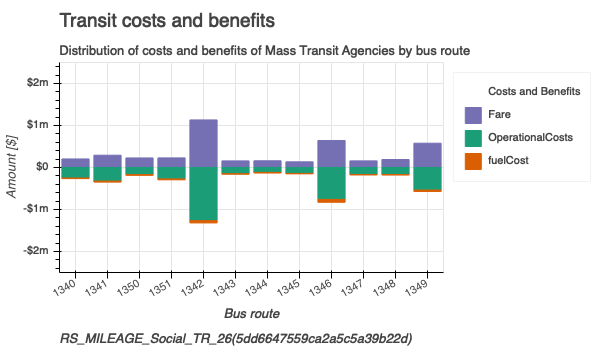 Transit costs and benefits
Distribution of costs and benefits of Mass Transit Agencies by bus route
$2m
$1m
$0
-$1m
-$2m
Amount [$]
Costs and Benefits
Fare
OperationalCosts
fuelCost
1340 1341 1350 1351 1342 1343 1344 1345 1346 1347 1348 1349
Bus route
RS_MILEAGE_Social_TR_26(5dd6647559ca2a5c5a39b22d)